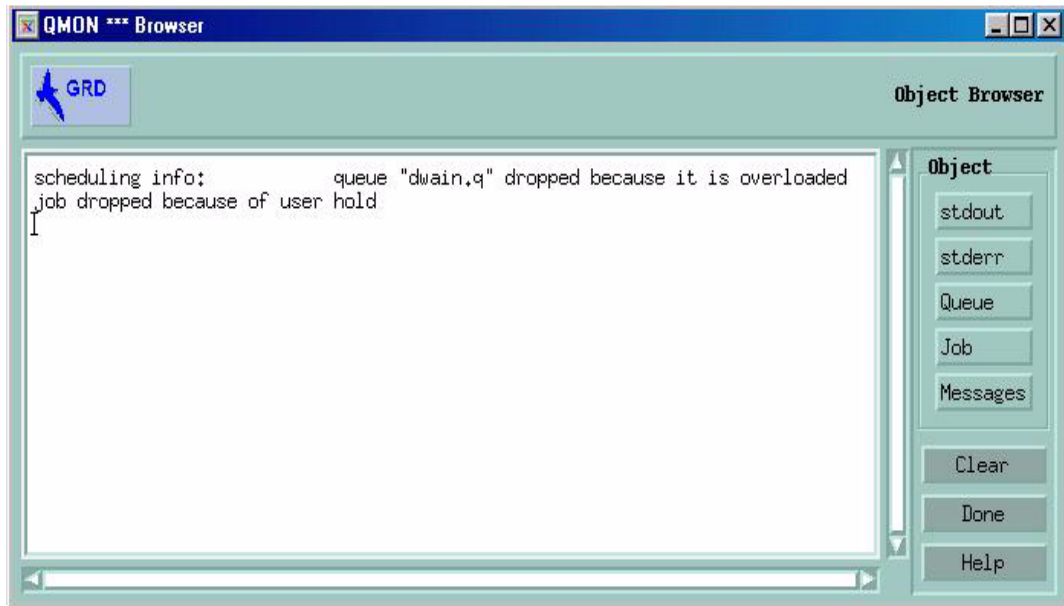 QMON *** Browser
GRD
Object Browser
scheduling info: queue "dwain.q" dropped because it is overloaded
job dropped because of user hold
Object
stdout
stderr
Queue
Job
Messages
Clear
Done
Help